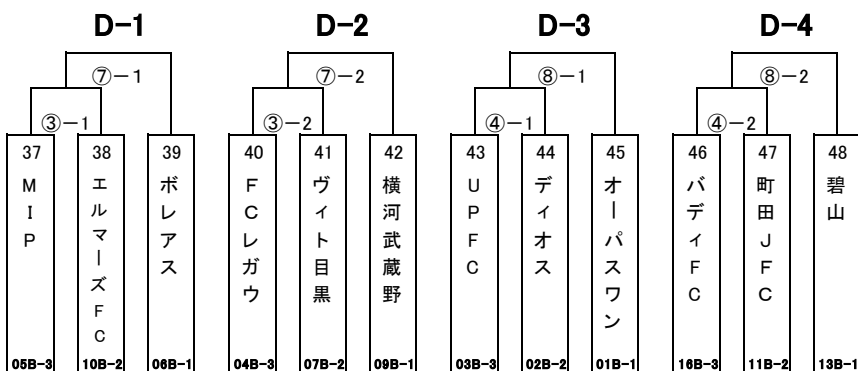 D-1 D-2 D-3 D-4
⑦-1 ⑦-2 ⑧-1 ⑧-2
③-1 ③-2 ④-1 ④-2
37 38 39 40 41 42 43 44 45 46 47 48
MIP
エルマーズFC
ボレアス
FCレガウ
ヴィト目黒
横河武蔵野
UPFC
ディオス
オーパスワン
バディFC
町田JFC
碧山
05B-3 10B-2 06B-1 04B-3 07B-2 09B-1 03B-3 02B-2 01B-1 16B-3 11B-2 13B-1